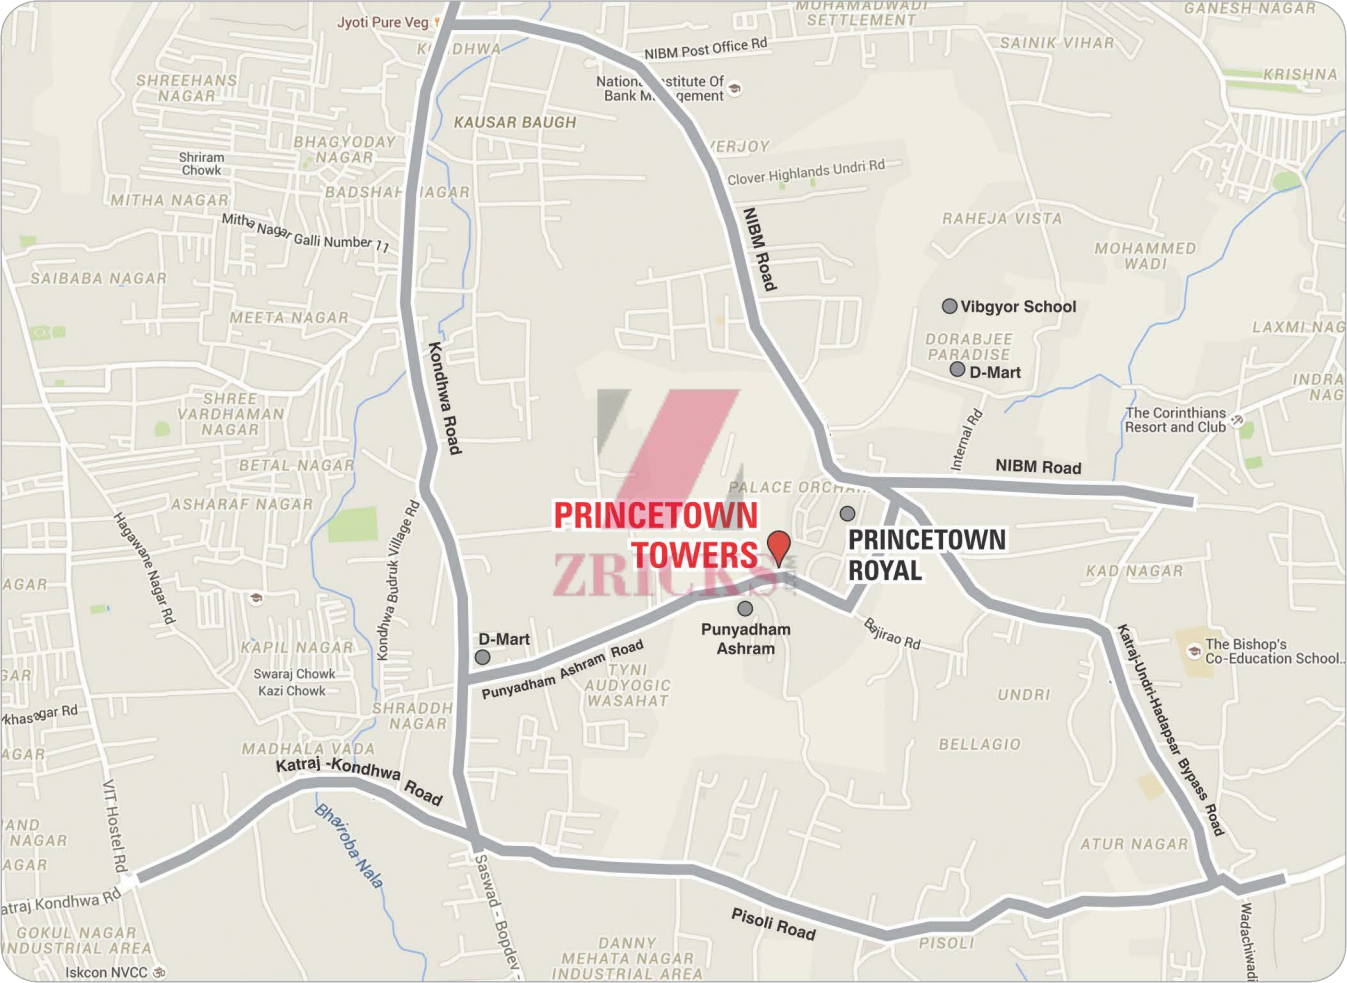 Jyoti Pure Veg
KONDHWA
NIBM Post Office Rd
MUHAMADWADI
SETTLEMENT
GANESH NAGAR
SAINIK VIHAR
KRISHNA
SHREEHANS
NAGAR
Institute Of
Bank
KAUSAR BAUGH
BHAGYODAY
NAGAR
Shriram
Chowk
VERJOY
Clover Highlands Undri Rd
MITHA NAGAR
BADSHAH NAGAR
Mitha Nagar Galli Number 11
NIBM Road
RAHEJA VISTA
MOHAMMED
WADI
SAIBABA NAGAR
MEETA NAGAR
Vibgyor School
LAXMI NAG
DORABJEE
PARADISE
D-Mart
Kondhwa Road
INDRA
NAG
SHREE
VARDHAMAN
NAGAR
The Corinthians
Resort and Club
Internal Rd
BETAL NAGAR
NIBM Road
PALACE ORCHAR
ASHARAF NAGAR
Hagawane Nagar Rd
Kondhwa Budruk Village Rd
PRINCETOWN
TOWERS
ZRICKS
PRINCETOWN
ROYAL
KAD NAGAR
AGAR
Punyadham
Ashram
Bajirao Rd
Katraj-Undri-Hadapsar Bypass Road
The Bishop's
Co-Education School..
D-Mart
KAPIL NAGAR
Swaraj Chowk
Kazi Chowk
Punyadham Ashram Road
TYNI
AUDYOGIC
WASAHAT
GAR
UNDRI
SHRADDH
NAGAR
BELLAGIO
AGAR
MADHALA VADA
Katraj -Kondhwa Road
VIT Hostel Rd
Bhairoba Nala
AND
NAGAR
AGAR
ATUR NAGAR
Saswad - Bopdev -
atraj Kondhwa Rd
Pisoli Road
PISOLI
Wadachiwadi
GOKUL NAGAR
INDUSTRIAL AREA
DANNY
MEHATA NAGAR
INDUSTRIAL AREA
Iskcon NVCC